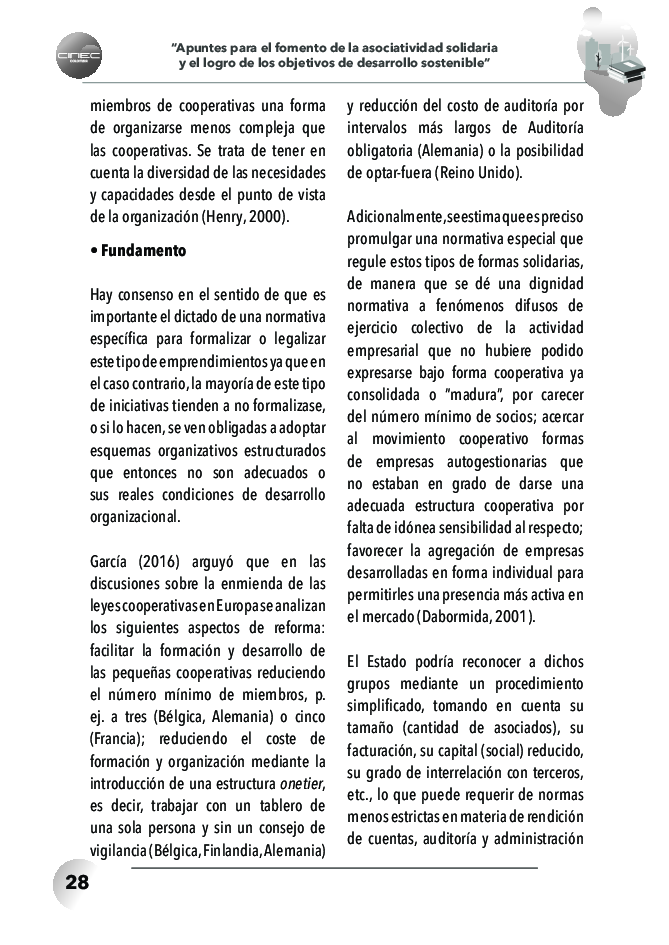 CINEC
COLOMBIA
"Apuntes para el fomento de la asociatividad solidaria
y el logro de los objetivos de desarrollo sostenible"
miembros de cooperativas una forma
de organizarse menos compleja que
las cooperativas. Se trata de tener en
cuenta la diversidad de las necesidades
y capacidades desde el punto de vista
de la organización (Henry, 2000).
• Fundamento
Hay consenso en el sentido de que es
importante el dictado de una normativa
específica para formalizar o legalizar
este tipo de emprendimientos ya que en
el caso contrario, la mayoría de este tipo
de iniciativas tienden a no formalizase,
o si lo hacen, se ven obligadas a adoptar
esquemas organizativos estructurados
que entonces no son adecuados o
sus reales condiciones de desarrollo
organizacional.
García (2016) arguyó que en las
discusiones sobre la enmienda de las
leyes cooperativas en Europa se analizan
los siguientes aspectos de reforma:
facilitar la formación y desarrollo de
las pequeñas cooperativas reduciendo
el número mínimo de miembros, p.
ej. a tres (Bélgica, Alemania) o cinco
(Francia); reduciendo el coste de
formación y organización mediante la
introducción de una estructura onetier,
es decir, trabajar con un tablero de
una sola persona y sin un consejo de
vigilancia (Bélgica, Finlandia, Alemania)
y reducción del costo de auditoría por
intervalos más largos de Auditoría
obligatoria (Alemania) o la posibilidad
de optar-fuera (Reino Unido).
Adicionalmente, se estima que es preciso
promulgar una normativa especial que
regule estos tipos de formas solidarias,
de manera que se dé una dignidad
normativa a fenómenos difusos de
ejercicio colectivo de la actividad
empresarial que no hubiere podido
expresarse bajo forma cooperativa ya
consolidada o "madura", por carecer
del número mínimo de socios; acercar
al movimiento cooperativo formas
de empresas autogestionarias que
no estaban en grado de darse una
adecuada estructura cooperativa por
falta de idónea sensibilidad al respecto;
favorecer la agregación de empresas
desarrolladas en forma individual para
permitirles una presencia más activa en
el mercado (Dabormida, 2001).
El Estado podría reconocer a dichos
grupos mediante un procedimiento
simplificado, tomando en cuenta su
tamaño (cantidad de asociados), su
facturación, su capital (social) reducido,
su grado de interrelación con terceros,
etc., lo que puede requerir de normas
menos estrictas en materia de rendición
de cuentas, auditoría y administración
28